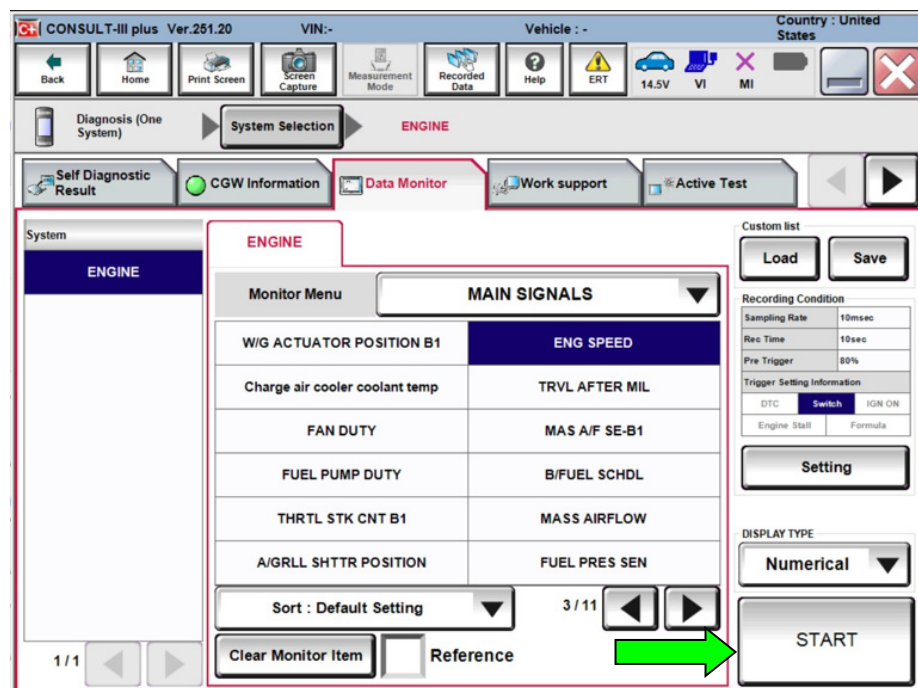 C+ CONSULT-III plus Ver.251.20 VIN:- Vehicle : - Country : United States
Back Home Print Screen Screen Capture Measurement Mode Recorded Data Help ERT 14.5V VI MI
Diagnosis (One System) System Selection ENGINE
Self Diagnostic Result CGW Information Data Monitor Work support Active Test
System
ENGINE
1/1
ENGINE
Monitor Menu MAIN SIGNALS
W/G ACTUATOR POSITION B1 ENG SPEED
Charge air cooler coolant temp TRVL AFTER MIL
FAN DUTY MAS A/F SE-B1
FUEL PUMP DUTY B/FUEL SCHDL
THRTL STK CNT B1 MASS AIRFLOW
A/GRLL SHTTR POSITION FUEL PRES SEN
Sort : Default Setting 3/11
Clear Monitor Item Reference
Custom list
Load Save
Recording Condition
Sampling Rate 10msec
Rec Time 10sec
Pre Trigger 80%
Trigger Setting Information
DTC Switch IGN ON
Engine Stall Formula
Setting
DISPLAY TYPE
Numerical
START